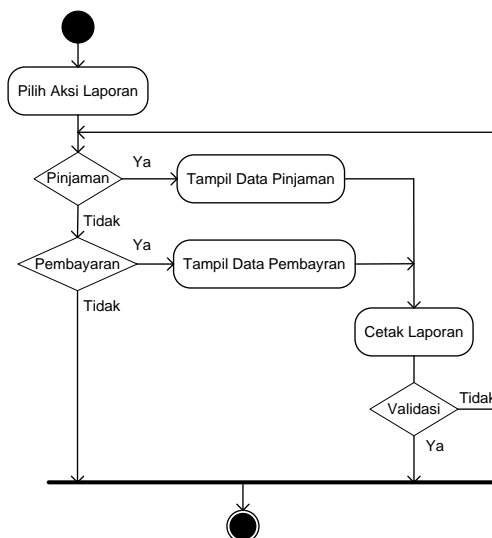 Pilih Aksi Laporan
Ya
Pinjaman
Tampil Data Pinjaman
Tidak
Ya
Pembayaran
Tampil Data Pembayran
Tidak
Cetak Laporan
Validasi
Tidak
Ya